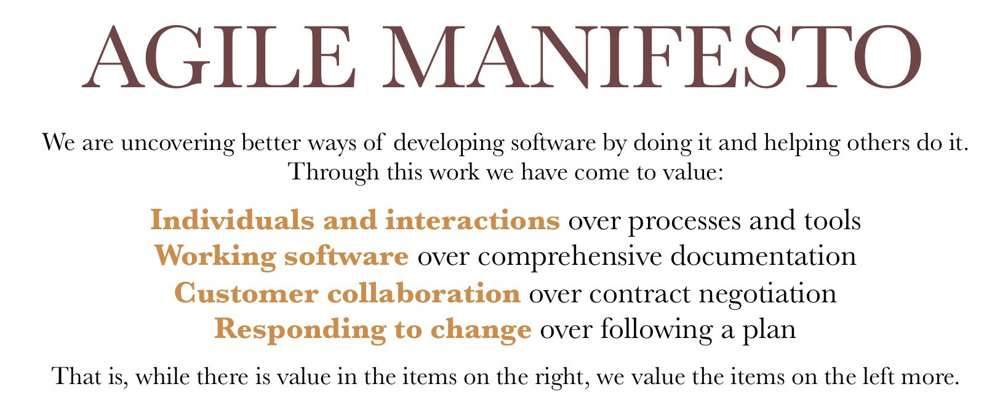 AGILE MANIFESTO
We are uncovering better ways of developing software by doing it and helping others do it.
Through this work we have come to value:
Individuals and interactions over processes and tools
Working software over comprehensive documentation
Customer collaboration over contract negotiation
Responding to change over following a plan
That is, while there is value in the items on the right, we value the items on the left more.